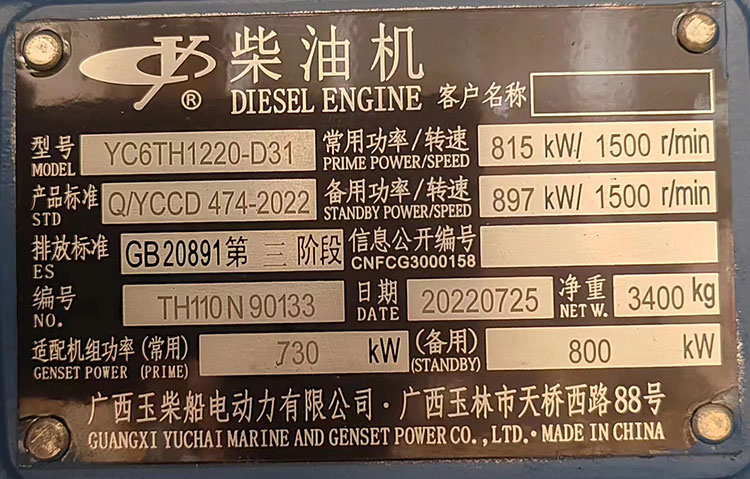 柴油机
DIESEL ENGINE 客户名称
型号 YC6TH1220-D31 常用功率/转速 815 kW/ 1500 r/min
MODEL PRIME POWER/SPEED
产品标准 Q/YCCD 474-2022 备用功率/转速 897 kW/ 1500 r/min
STD STANDBY POWER/SPEED
排放标准 GB20891第 三 阶段 信息公开编号
ES CNFCG3000158
编号 TH110N90133 日期 20220725 净重 3400 kg
NO. DATE NET W.
适配机组功率(常用) 730 kW (备用) 800 kW
GENSET POWER (PRIME) (STANDBY)
广西玉柴船电动力有限公司·广西玉林市天桥西路88号
GUANGXI YUCHAI MARINE AND GENSET POWER CO., LTD.·MADE IN CHINA